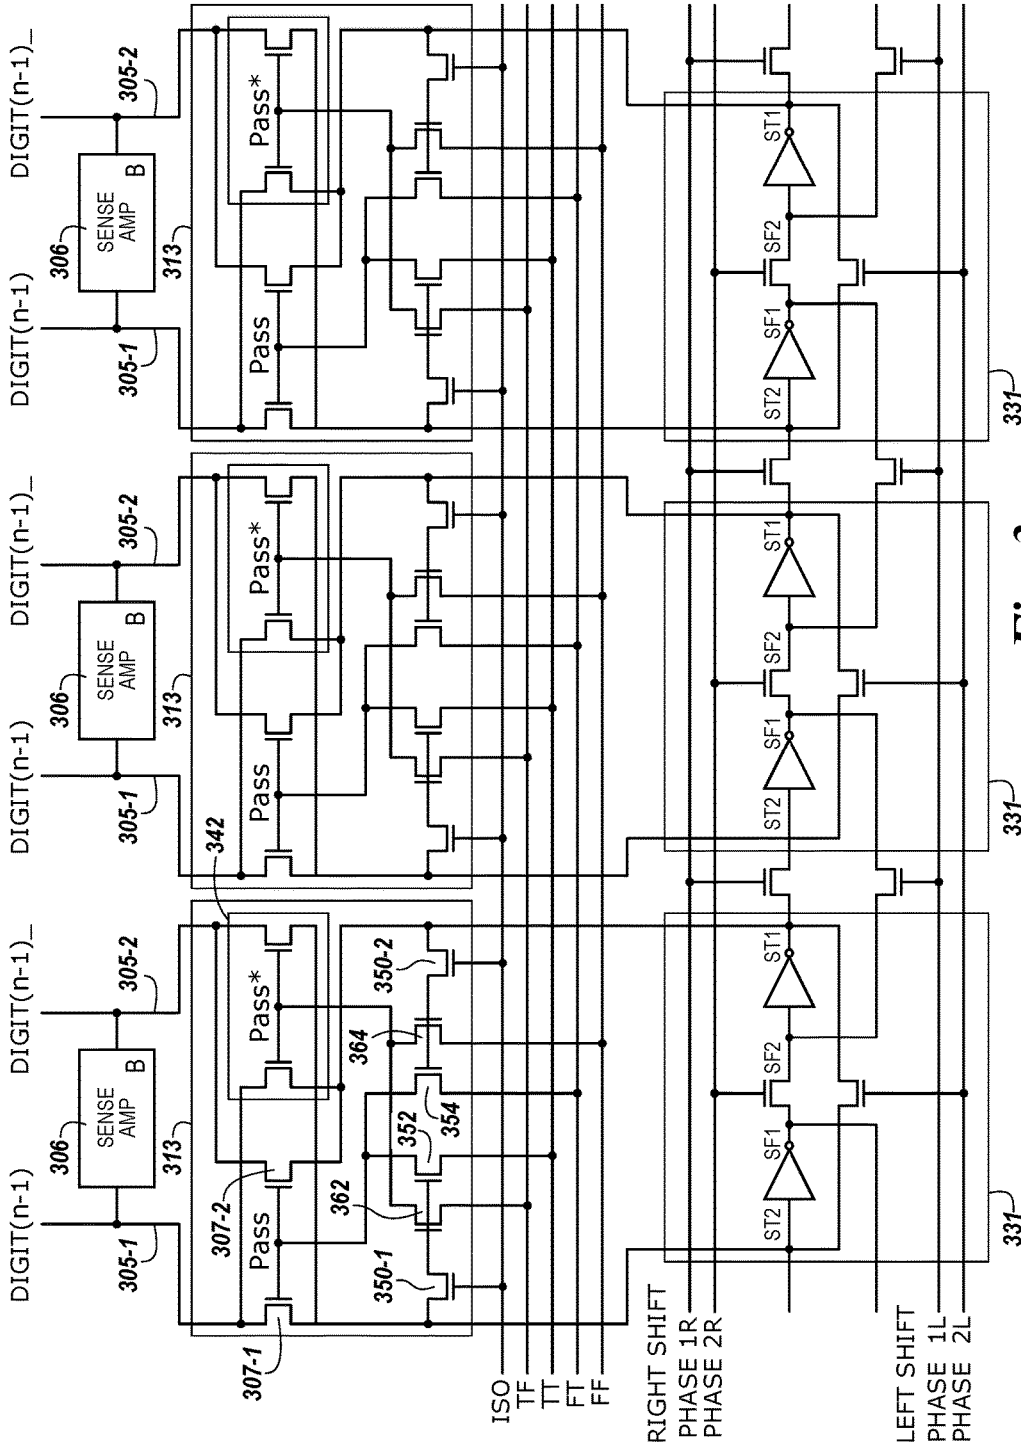 DIGIT(n-1) DIGIT(n-1)_ DIGIT(n-1) DIGIT(n-1)_ DIGIT(n-1) DIGIT(n-1)_
306 306 306
SENSE AMP B
SENSE AMP B
SENSE AMP B
305-1 305-2 305-1 305-2 305-1 305-2
313 313 313
342
307-2
Pass Pass* Pass Pass* Pass Pass*
307-1
362 352 364
350-1 354 350-2
ISO
TF
TT
FT
FF
RIGHT SHIFT
PHASE 1R
PHASE 2R
ST2 SF1 SF2 ST1 ST2 SF1 SF2 ST1 ST2 SF1 SF2 ST1
LEFT SHIFT
PHASE 1L
PHASE 2L
331 331 331